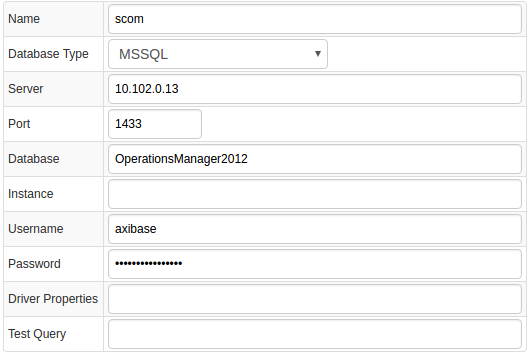 Name scom
Database Type MSSQL
Server 10.102.0.13
Port 1433
Database OperationsManager2012
Instance
Username axibase
Password ••••••••••••••••
Driver Properties
Test Query